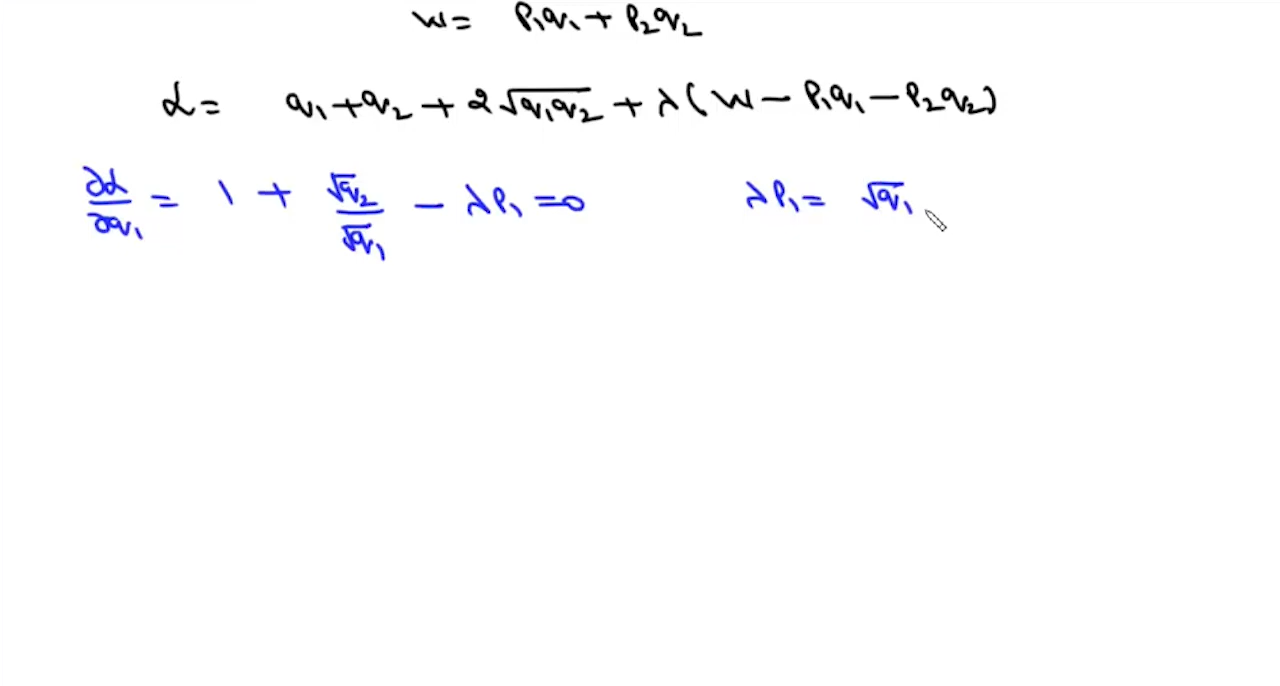 w = P₁q₁ + P₂q₂
ℒ = q₁ + q₂ + 2√(q₁q₂) + λ(w − P₁q₁ − P₂q₂)
∂ℒ/∂q₁ = 1 + √q₂/√q₁ − λP₁ = 0 λP₁ = √q₁